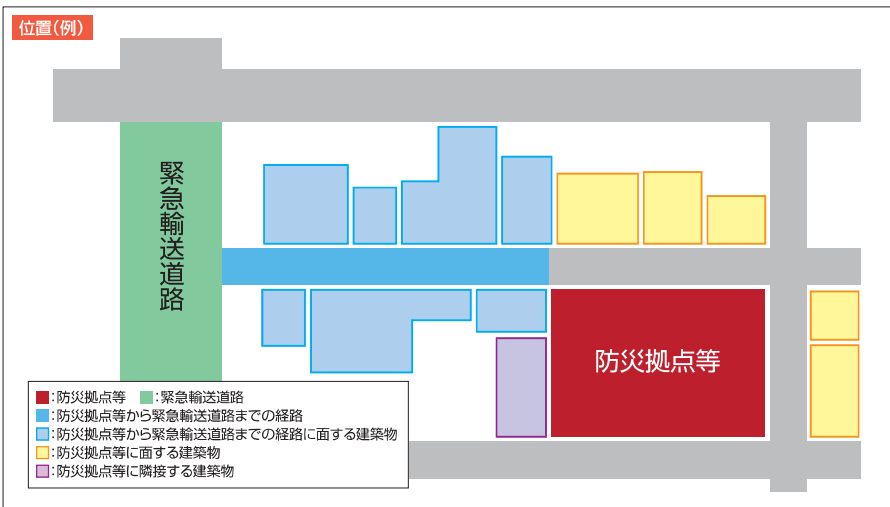 位置(例)
緊急輸送道路
防災拠点等
:防災拠点等 :緊急輸送道路
:防災拠点等から緊急輸送道路までの経路
:防災拠点等から緊急輸送道路までの経路に面する建築物
:防災拠点等に面する建築物
:防災拠点等に隣接する建築物